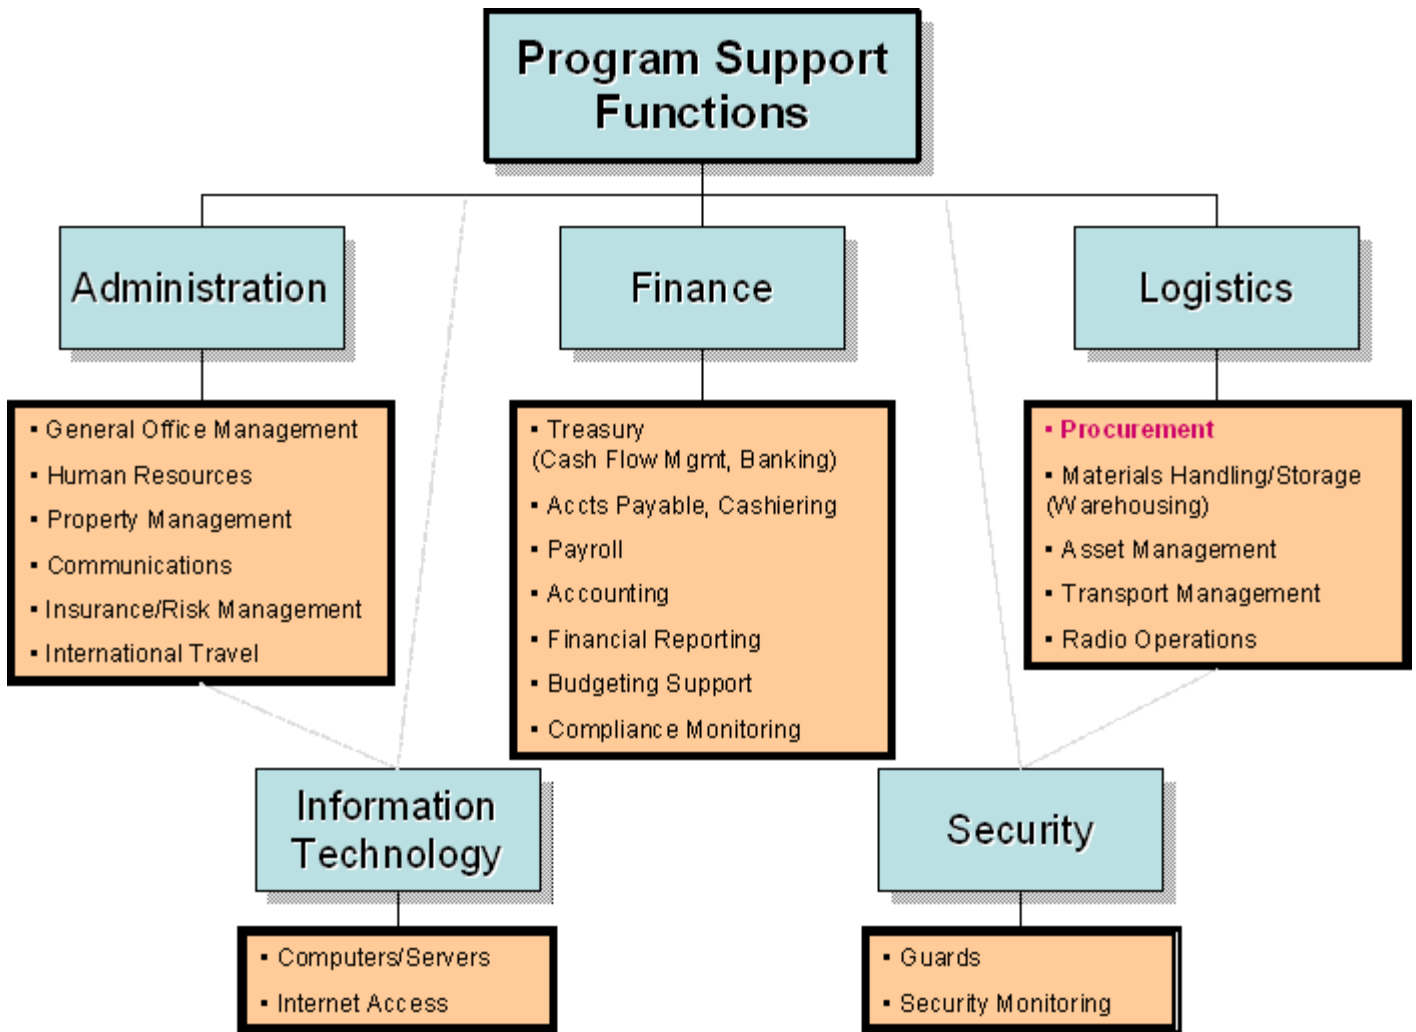 Program Support
Functions
Administration
Finance
Logistics
▪ General Office Management
▪ Human Resources
▪ Property Management
▪ Communications
▪ Insurance/Risk Management
▪ International Travel
▪ Treasury
(Cash Flow Mgmt, Banking)
▪ Accts Payable, Cashiering
▪ Payroll
▪ Accounting
▪ Financial Reporting
▪ Budgeting Support
▪ Compliance Monitoring
▪ Procurement
▪ Materials Handling/Storage
(Warehousing)
▪ Asset Management
▪ Transport Management
▪ Radio Operations
Information
Technology
Security
▪ Computers/Servers
▪ Internet Access
▪ Guards
▪ Security Monitoring